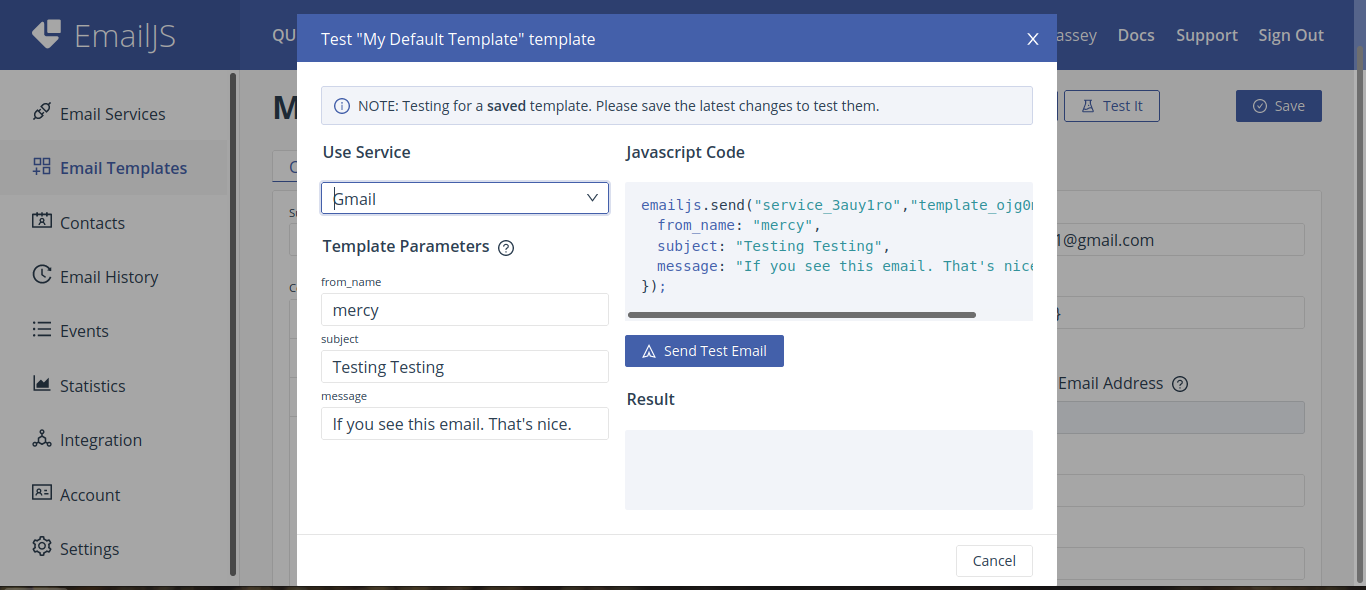 EmailJS
QU
assey
Docs
Support
Sign Out
Email Services
Email Templates
Contacts
Email History
Events
Statistics
Integration
Account
Settings
M
Test It
Save
1@gmail.com
Email Address
Test "My Default Template" template
X
NOTE: Testing for a saved template. Please save the latest changes to test them.
Use Service
Gmail
Template Parameters ?
from_name
mercy
subject
Testing Testing
message
If you see this email. That's nice.
Javascript Code
emailjs.send("service_3auy1ro","template_ojg0
from_name: "mercy",
subject: "Testing Testing",
message: "If you see this email. That's nice
});
Send Test Email
Result
Cancel